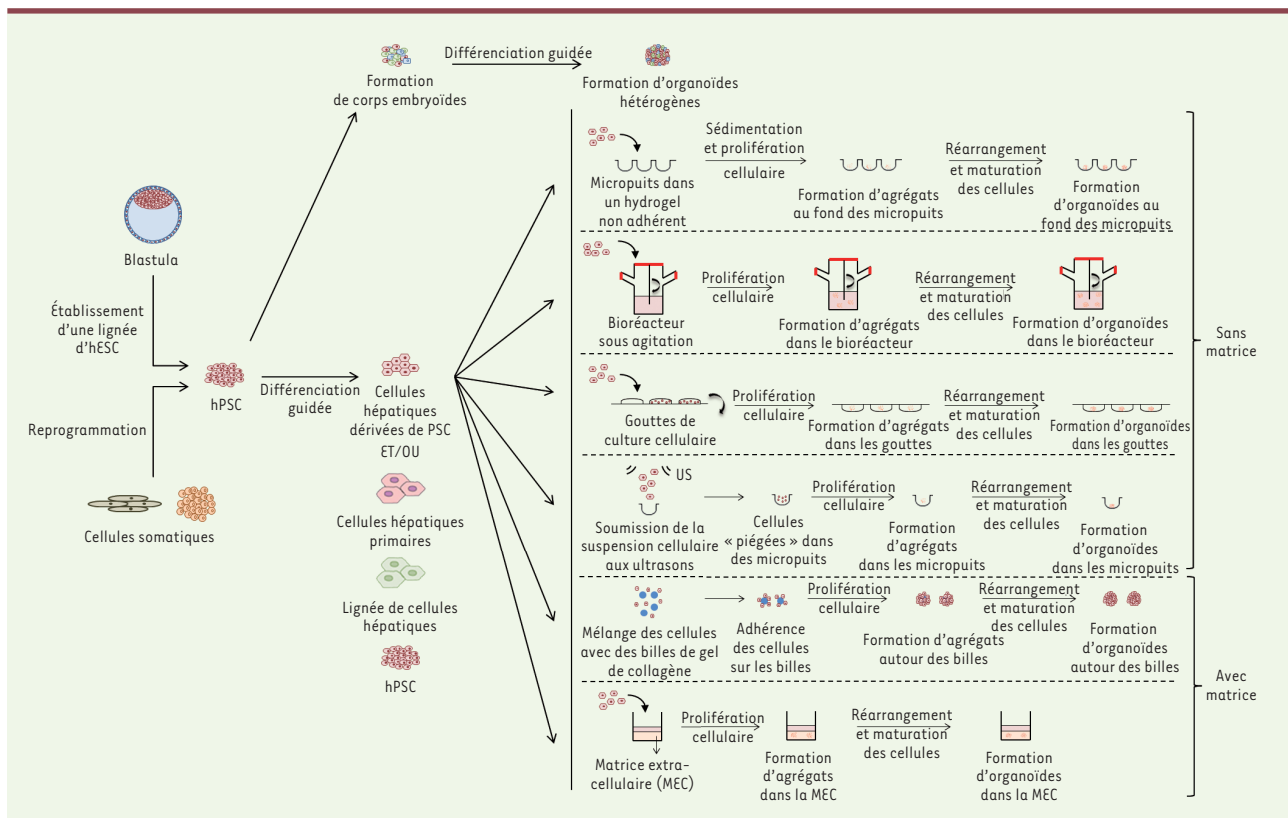 Différenciation guidée
Formation
de corps embryoïdes
Formation d'organoïdes
hétérogènes
Blastula
Établissement
d'une lignée
d'hESC
hPSC
Reprogrammation
Cellules somatiques
Différenciation
guidée
Cellules
hépatiques
dérivées de PSC
ET/OU
Cellules hépatiques
primaires
Lignée de cellules
hépatiques
hPSC
Micropuits dans
un hydrogel
non adhérent
Sédimentation
et prolifération
cellulaire
Formation d'agrégats
au fond des micropuits
Réarrangement
et maturation
des cellules
Formation
d'organoïdes au
fond des micropuits
Bioréacteur
sous agitation
Prolifération
cellulaire
Formation d'agrégats
dans le bioréacteur
Réarrangement
et maturation
des cellules
Formation d'organoïdes
dans le bioréacteur
Gouttes de
culture cellulaire
Prolifération
cellulaire
Formation d'agrégats
dans les gouttes
Réarrangement
et maturation
des cellules
Formation d'organoïdes
dans les gouttes
US
Soumission de la
suspension cellulaire
aux ultrasons
Cellules
« piégées » dans
des micropuits
Prolifération
cellulaire
Formation
d'agrégats
dans les micropuits
Réarrangement
et maturation
des cellules
Formation
d'organoïdes
dans les micropuits
Sans
matrice
Mélange des cellules
avec des billes de gel
de collagène
Adhérence
des cellules
sur les billes
Prolifération
cellulaire
Formation d'agrégats
autour des billes
Réarrangement
et maturation
des cellules
Formation
d'organoïdes
autour des billes
Matrice extra-
cellulaire (MEC)
Prolifération
cellulaire
Formation
d'agrégats
dans la MEC
Réarrangement
et maturation
des cellules
Formation
d'organoïdes
dans la MEC
Avec
matrice